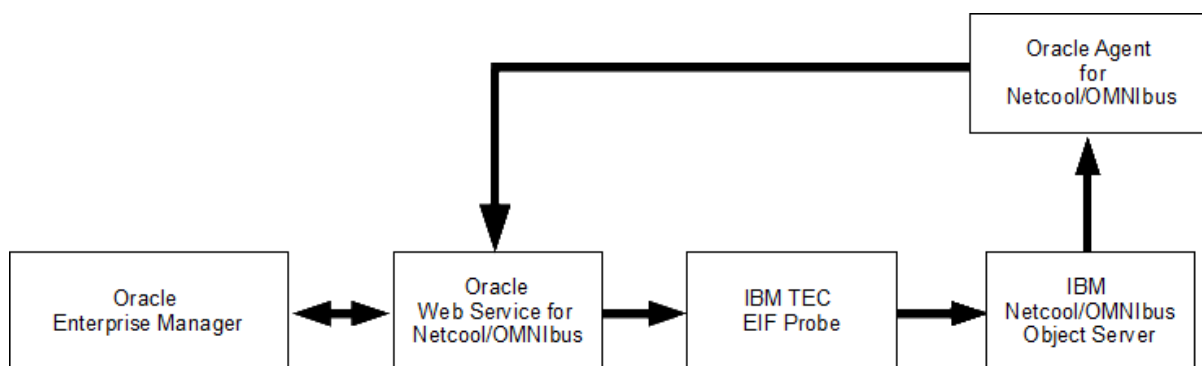 Oracle Agent
for
Netcool/OMNIbus
Oracle
Enterprise Manager
Oracle
Web Service for
Netcool/OMNIbus
IBM TEC
EIF Probe
IBM
Netcool/OMNIbus
Object Server